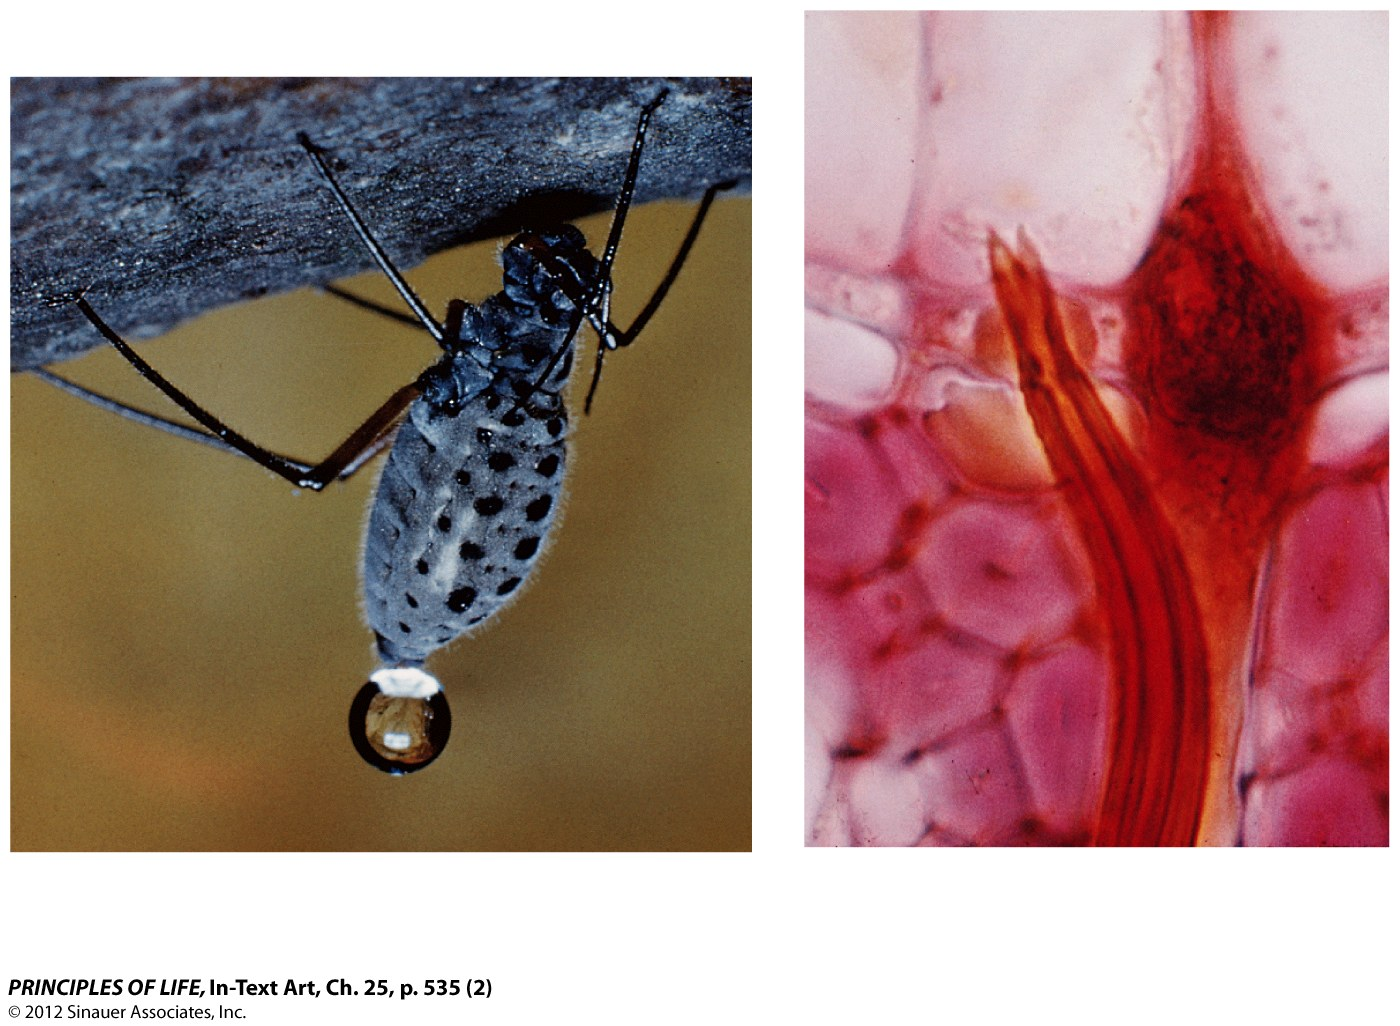 PRINCIPLES OF LIFE, In-Text Art, Ch. 25, p. 535 (2)
© 2012 Sinauer Associates, Inc.